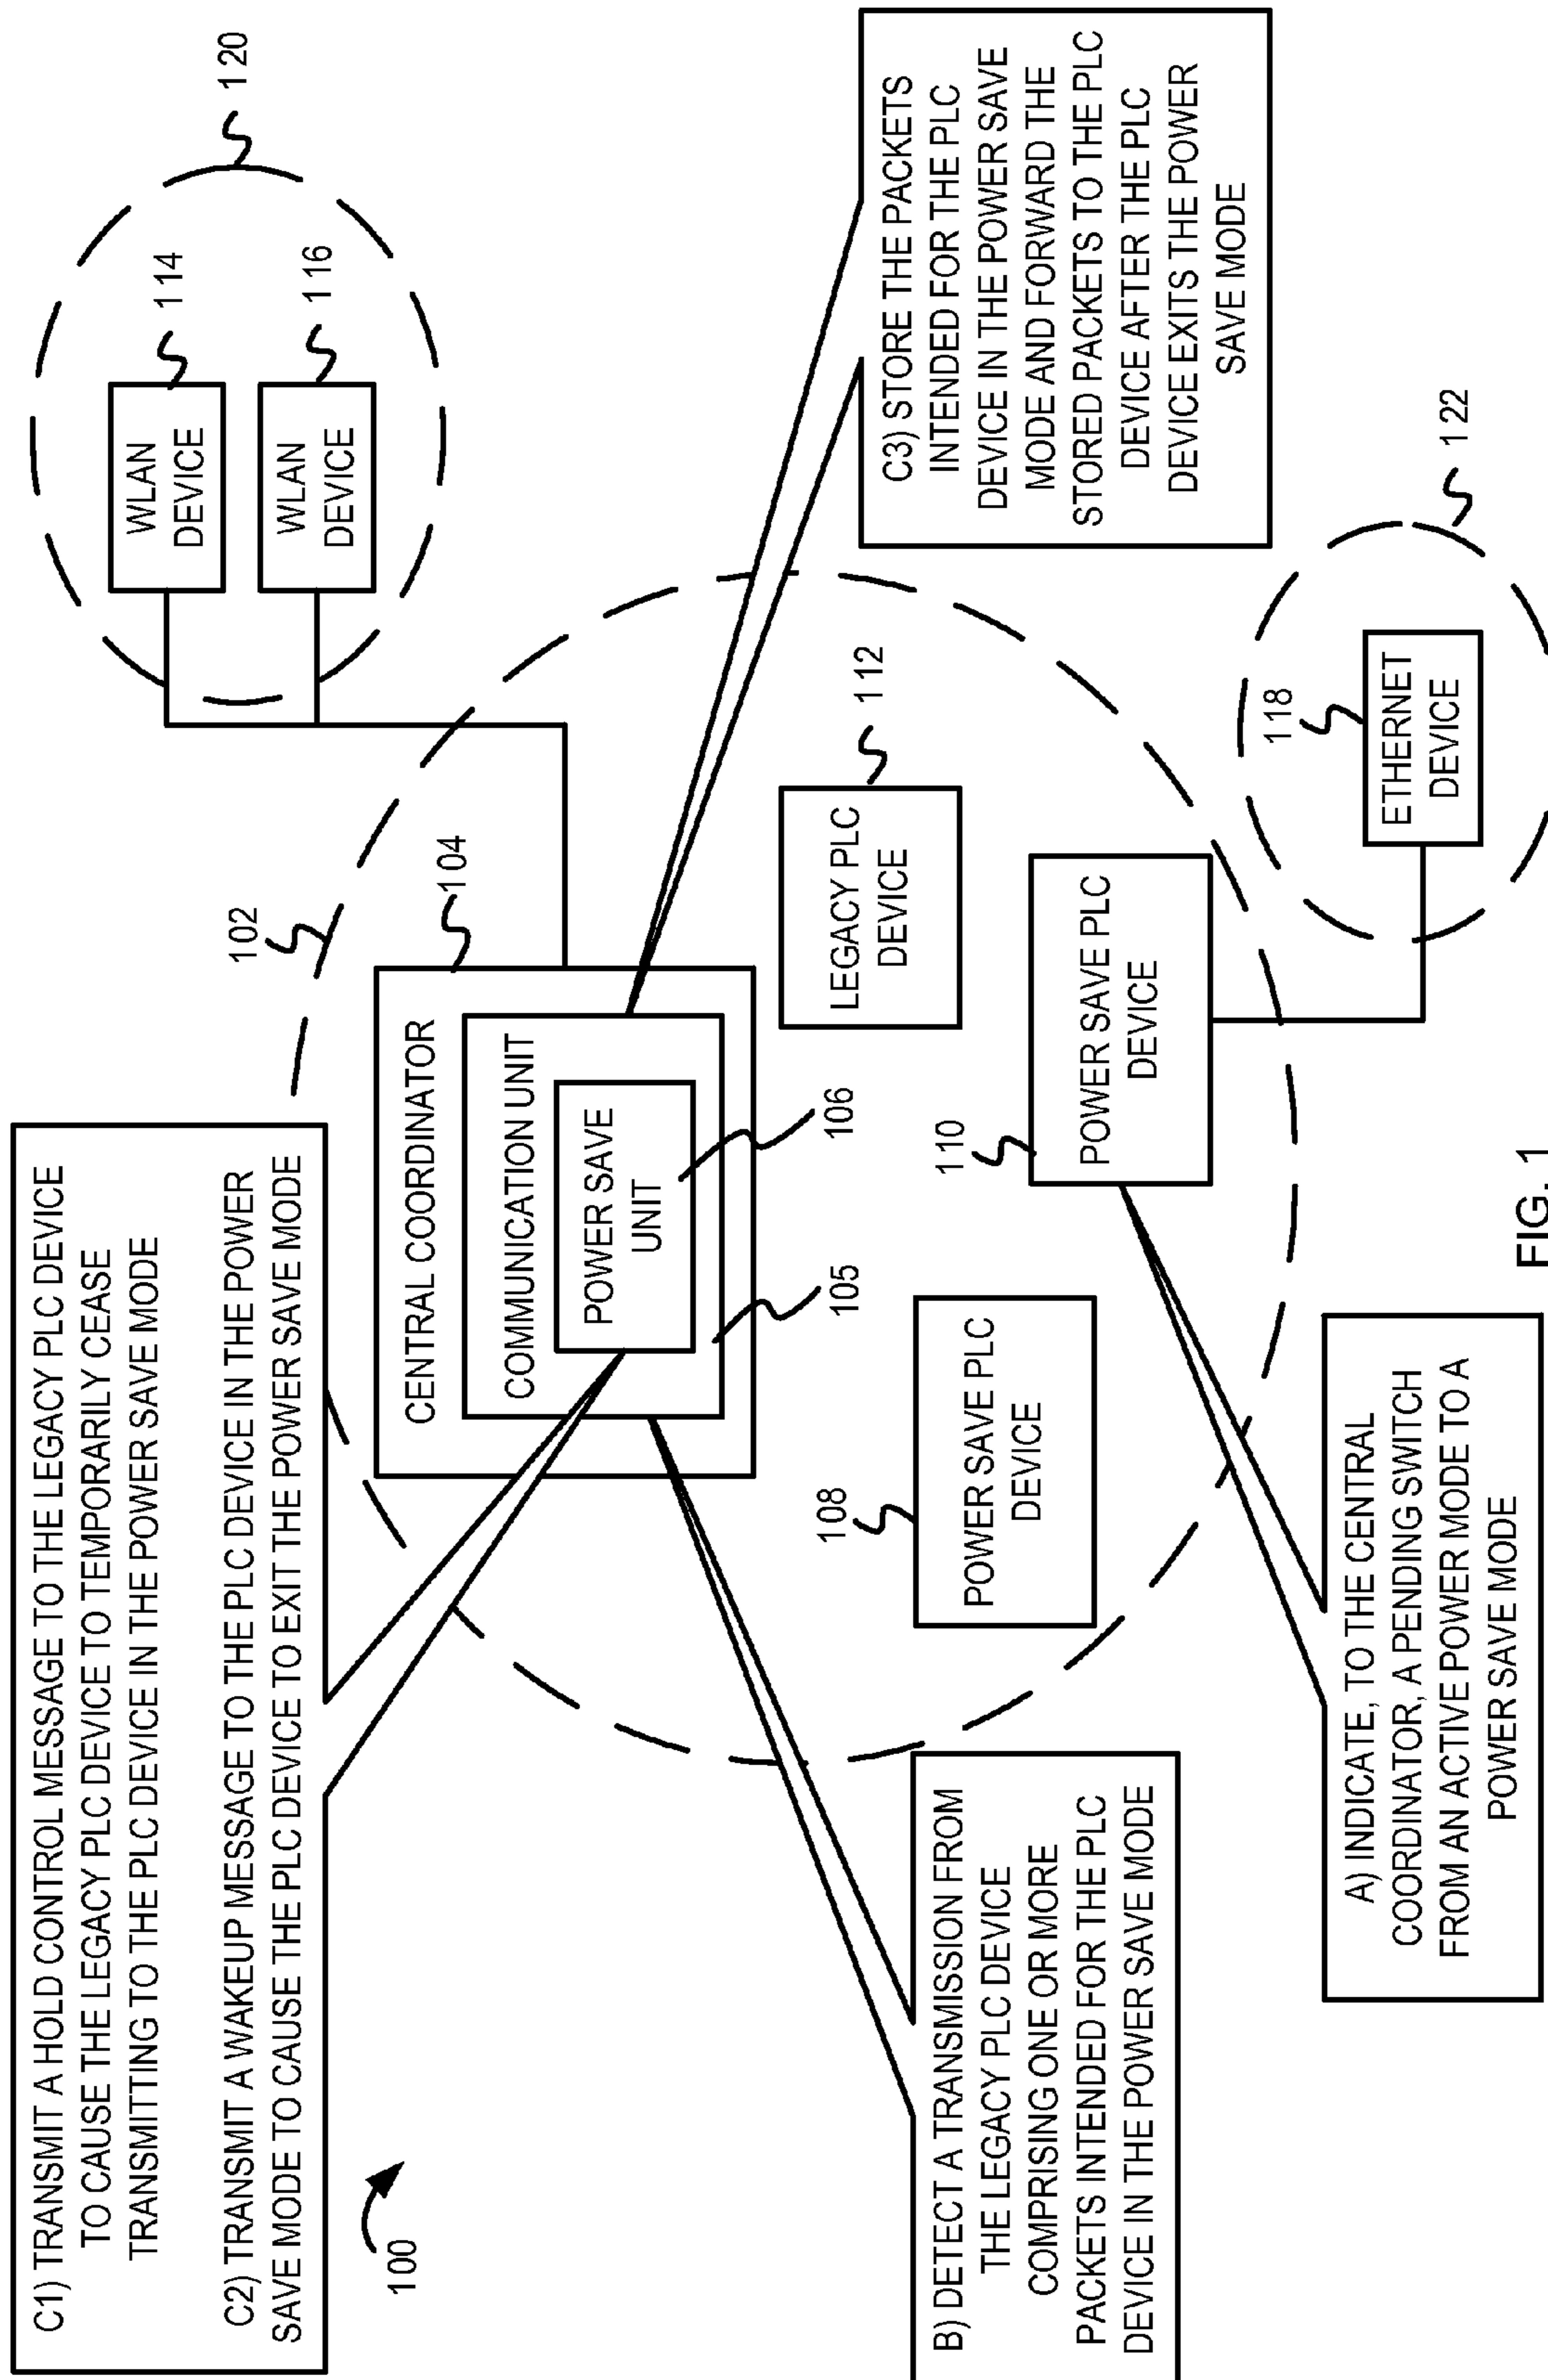 C1) TRANSMIT A HOLD CONTROL MESSAGE TO THE LEGACY PLC DEVICE
TO CAUSE THE LEGACY PLC DEVICE TO TEMPORARILY CEASE
TRANSMITTING TO THE PLC DEVICE IN THE POWER SAVE MODE
C2) TRANSMIT A WAKEUP MESSAGE TO THE PLC DEVICE IN THE POWER
SAVE MODE TO CAUSE THE PLC DEVICE TO EXIT THE POWER SAVE MODE
100
120
WLAN
DEVICE
114
WLAN
DEVICE
116
102
104
CENTRAL COORDINATOR
COMMUNICATION UNIT
POWER SAVE
UNIT
106
105
LEGACY PLC
DEVICE
112
C3) STORE THE PACKETS
INTENDED FOR THE PLC
DEVICE IN THE POWER SAVE
MODE AND FORWARD THE
STORED PACKETS TO THE PLC
DEVICE AFTER THE PLC
DEVICE EXITS THE POWER
SAVE MODE
B) DETECT A TRANSMISSION FROM
THE LEGACY PLC DEVICE
COMPRISING ONE OR MORE
PACKETS INTENDED FOR THE PLC
DEVICE IN THE POWER SAVE MODE
108
POWER SAVE PLC
DEVICE
110
POWER SAVE PLC
DEVICE
118
ETHERNET
DEVICE
122
A) INDICATE, TO THE CENTRAL
COORDINATOR, A PENDING SWITCH
FROM AN ACTIVE POWER MODE TO A
POWER SAVE MODE
FIG. 1